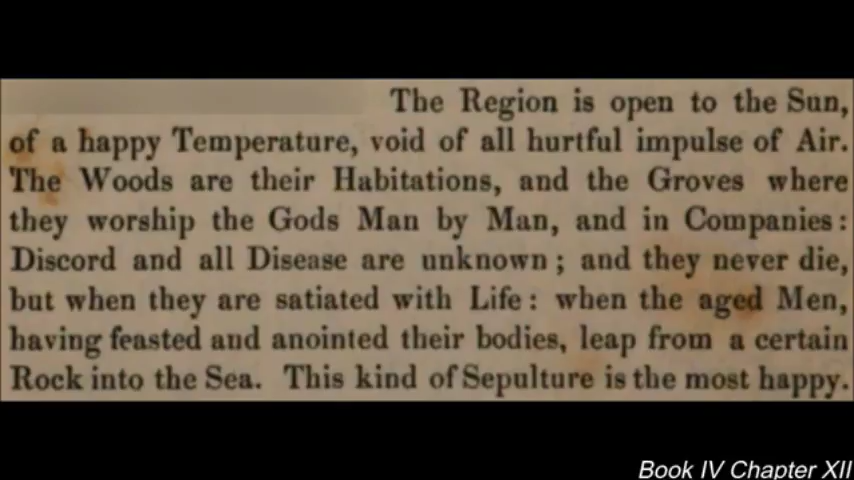 The Region is open to the Sun,
of a happy Temperature, void of all hurtful impulse of Air.
The Woods are their Habitations, and the Groves where
they worship the Gods Man by Man, and in Companies:
Discord and all Disease are unknown; and they never die,
but when they are satiated with Life: when the aged Men,
having feasted and anointed their bodies, leap from a certain
Rock into the Sea. This kind of Sepulture is the most happy.
Book IV Chapter XII